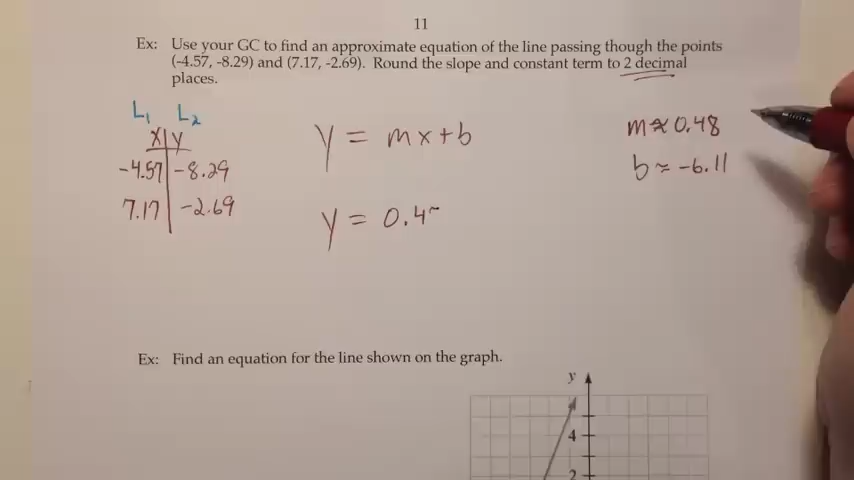 11
Ex: Use your GC to find an approximate equation of the line passing though the points
(-4.57, -8.29) and (7.17, -2.69). Round the slope and constant term to 2 decimal
places.
L₁ L₂
X Y
-4.57 -8.29
7.17 -2.69
y = mx+b
y = 0.4
m ≈ 0.48
b ≈ -6.11
Ex: Find an equation for the line shown on the graph.
y
4
2